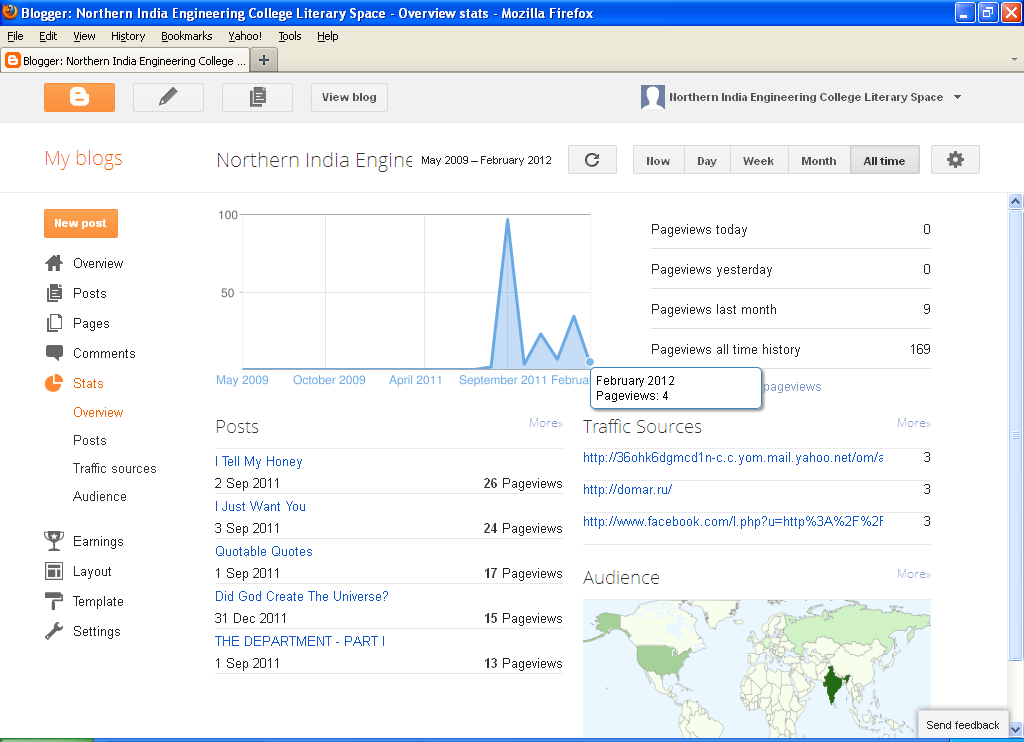 Blogger: Northern India Engineering College Literary Space - Overview stats - Mozilla Firefox
File Edit View History Bookmarks Yahoo! Tools Help
Blogger: Northern India Engineering College ...
View blog
Northern India Engineering College Literary Space
My blogs
Northern India Engine
May 2009 – February 2012
Now Day Week Month All time
New post
Overview
Posts
Pages
Comments
Stats
Overview
Posts
Traffic sources
Audience
Earnings
Layout
Template
Settings
100
50
May 2009 October 2009 April 2011 September 2011 Februa
February 2012
Pageviews: 4
Pageviews today 0
Pageviews yesterday 0
Pageviews last month 9
Pageviews all time history 169
pageviews
Posts More»
I Tell My Honey
2 Sep 2011 26 Pageviews
I Just Want You
3 Sep 2011 24 Pageviews
Quotable Quotes
1 Sep 2011 17 Pageviews
Did God Create The Universe?
31 Dec 2011 15 Pageviews
THE DEPARTMENT - PART I
1 Sep 2011 13 Pageviews
Traffic Sources More»
http://36ohk6dgmcd1n-c.c.yom.mail.yahoo.net/om/a 3
http://domar.ru/ 3
http://www.facebook.com/l.php?u=http%3A%2F%2F 3
Audience More»
Send feedback